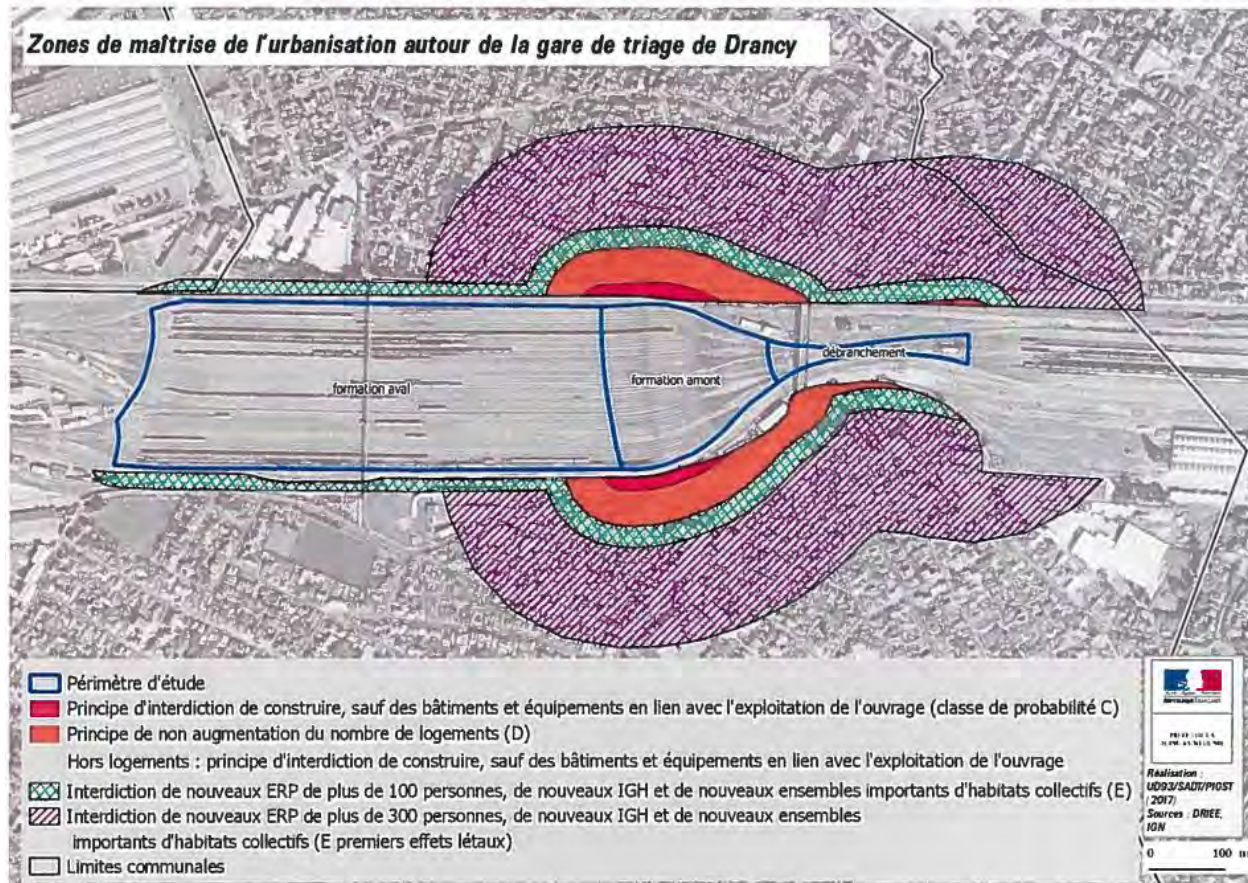 Zones de maîtrise de l'urbanisation autour de la gare de triage de Drancy
débranchement
formation aval
formation amont
Périmètre d'étude
Principe d'interdiction de construire, sauf des bâtiments et équipements en lien avec l'exploitation de l'ouvrage (classe de probabilité C)
Principe de non augmentation du nombre de logements (D)
Hors logements : principe d'interdiction de construire, sauf des bâtiments et équipements en lien avec l'exploitation de l'ouvrage
Interdiction de nouveaux ERP de plus de 100 personnes, de nouveaux IGH et de nouveaux ensembles importants d'habitats collectifs (E)
Interdiction de nouveaux ERP de plus de 300 personnes, de nouveaux IGH et de nouveaux ensembles
importants d'habitats collectifs (E premiers effets létaux)
Limites communales
Réalisation :
UD93/SADT/PIGST
(2017)
Sources : DRIEE,
IGN
0 100 m